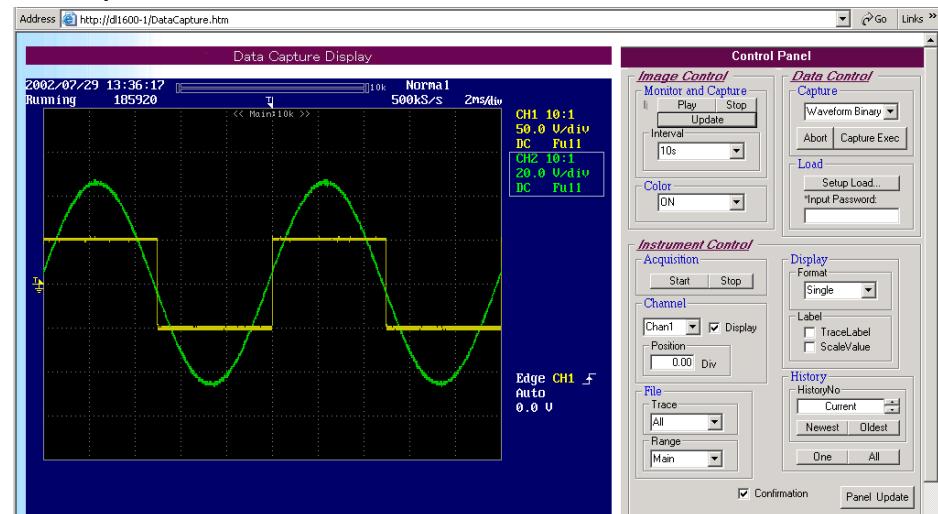 Address http://dl1600-1/DataCapture.htm Go Links »
Data Capture Display
2002/07/29 13:36:17 10k Normal
Running 185920 500kS/s 2ms/div
<< Main:10k >>
CH1 10:1
50.0 V/div
DC Full
CH2 10:1
20.0 V/div
DC Full
Edge CH1
Auto
0.0 V
Control Panel
Image Control
Monitor and Capture
Play Stop
Update
Interval
10s
Color
ON
Data Control
Capture
Waveform Binary
Abort Capture Exec
Load
Setup Load...
*Input Password:
Instrument Control
Acquisition
Start Stop
Channel
Chan1 Display
Position
0.00 Div
File
Trace
All
Range
Main
Display
Format
Single
Label
TraceLabel
ScaleValue
History
HistoryNo
Current
Newest Oldest
One All
Confirmation Panel Update